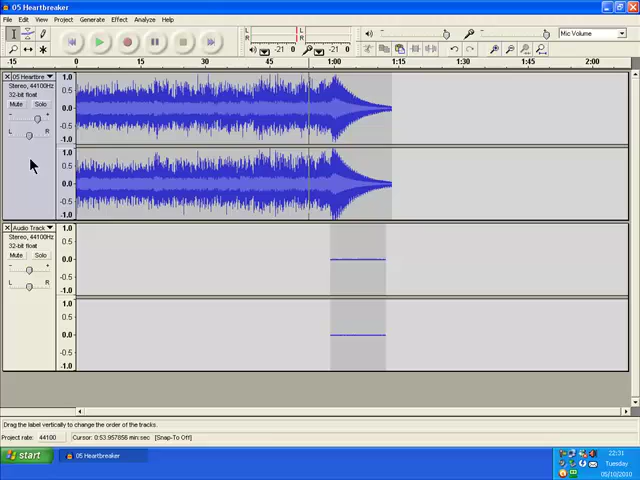 05 Heartbreaker
File Edit View Project Generate Effect Analyze Help
L
R
-21 0
L
R
-21 0
Mic Volume
-15 0 15 30 45 1:00 1:15 1:30 1:45 2:00
05 Heartbre
Stereo, 44100Hz
32-bit float
Mute Solo
- +
L R
1.0
0.5
0.0
-0.5
-1.0
1.0
0.5
0.0
-0.5
-1.0
Audio Track
Stereo, 44100Hz
32-bit float
Mute Solo
- +
L R
1.0
0.5
0.0
-0.5
-1.0
1.0
0.5
0.0
-0.5
-1.0
Drag the label vertically to change the order of the tracks.
Project rate: 44100 Cursor: 0:53.957856 min:sec [Snap-To Off]
start
05 Heartbreaker
22:31
Tuesday
05/10/2010